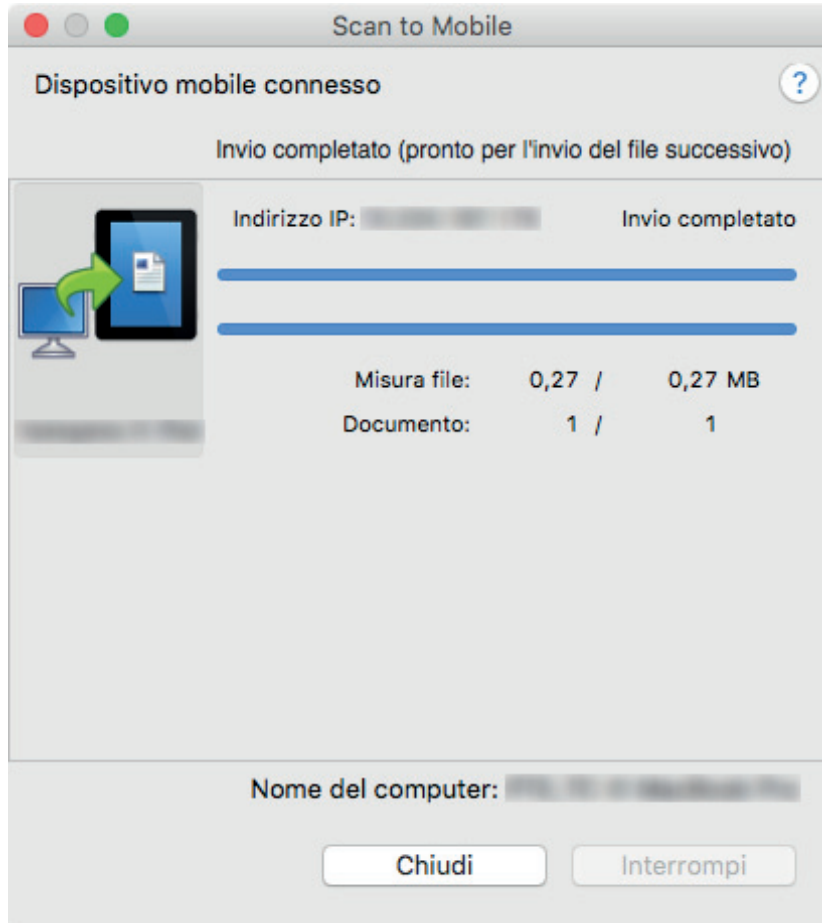 Scan to Mobile
Dispositivo mobile connesso
?
Invio completato (pronto per l'invio del file successivo)
Indirizzo IP:
Invio completato
Misura file: 0,27 / 0,27 MB
Documento: 1 / 1
Nome del computer:
Chiudi
Interrompi